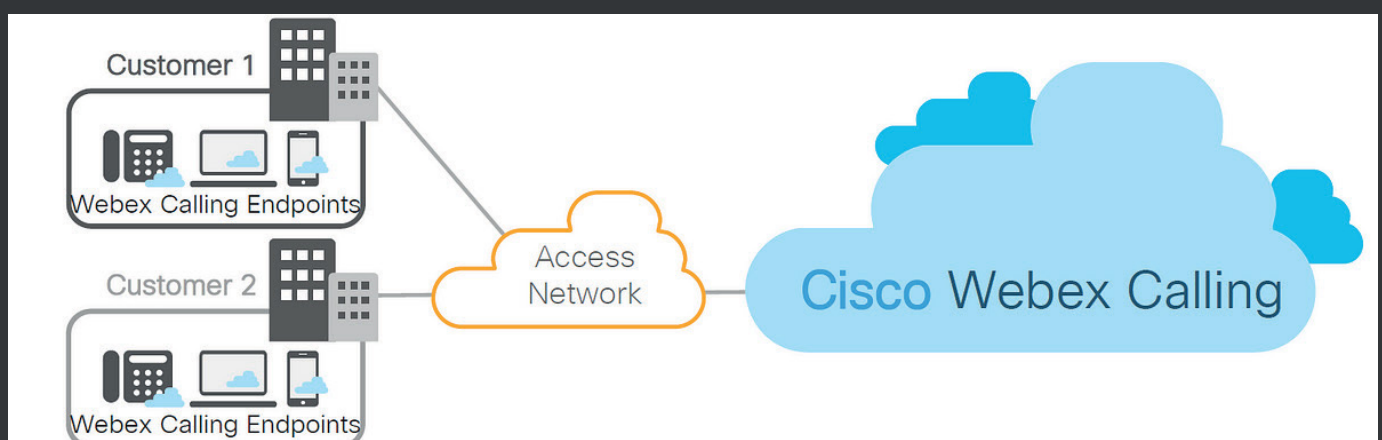 Customer 1
Webex Calling Endpoints
Customer 2
Webex Calling Endpoints
Access
Network
Cisco Webex Calling